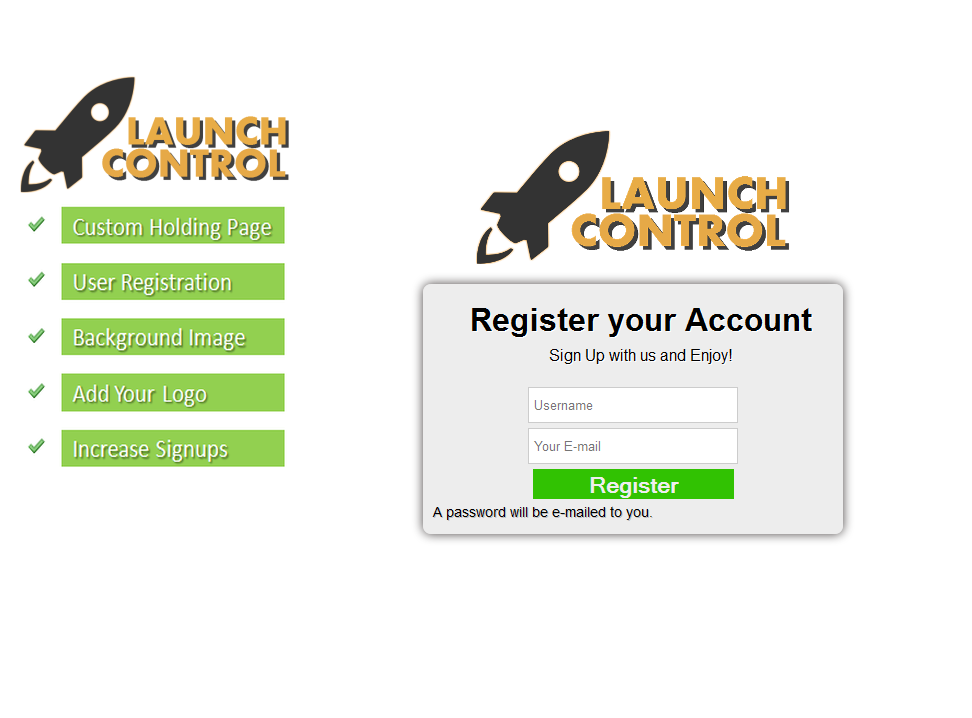 LAUNCH
CONTROL
Custom Holding Page
User Registration
Background Image
Add Your Logo
Increase Signups
LAUNCH
CONTROL
Register your Account
Sign Up with us and Enjoy!
Username
Your E-mail
Register
A password will be e-mailed to you.